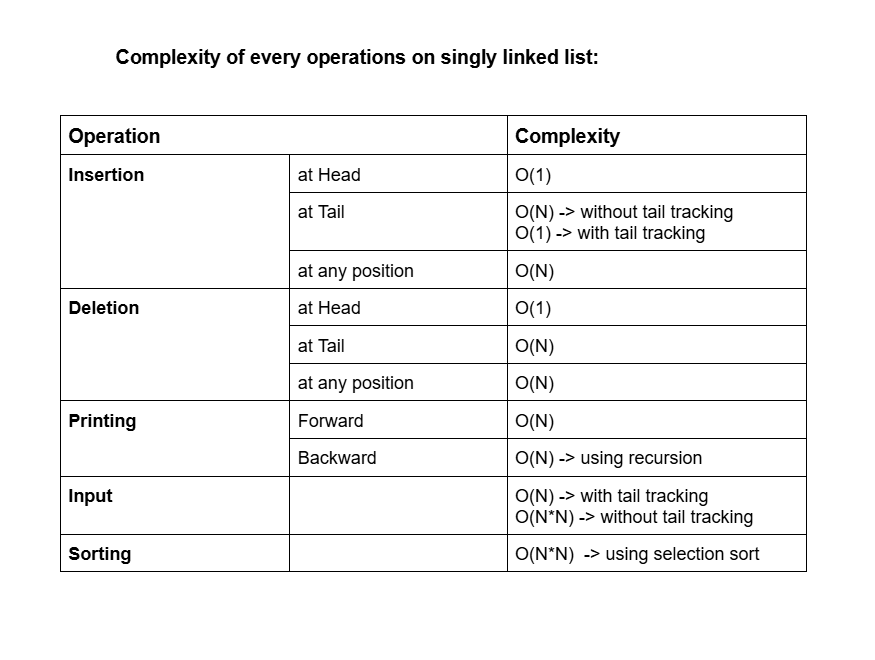 Complexity of every operations on singly linked list:
Operation Complexity
Insertion at Head O(1)
at Tail O(N) -> without tail tracking
O(1) -> with tail tracking
at any position O(N)
Deletion at Head O(1)
at Tail O(N)
at any position O(N)
Printing Forward O(N)
Backward O(N) -> using recursion
Input O(N) -> with tail tracking
O(N*N) -> without tail tracking
Sorting O(N*N) -> using selection sort